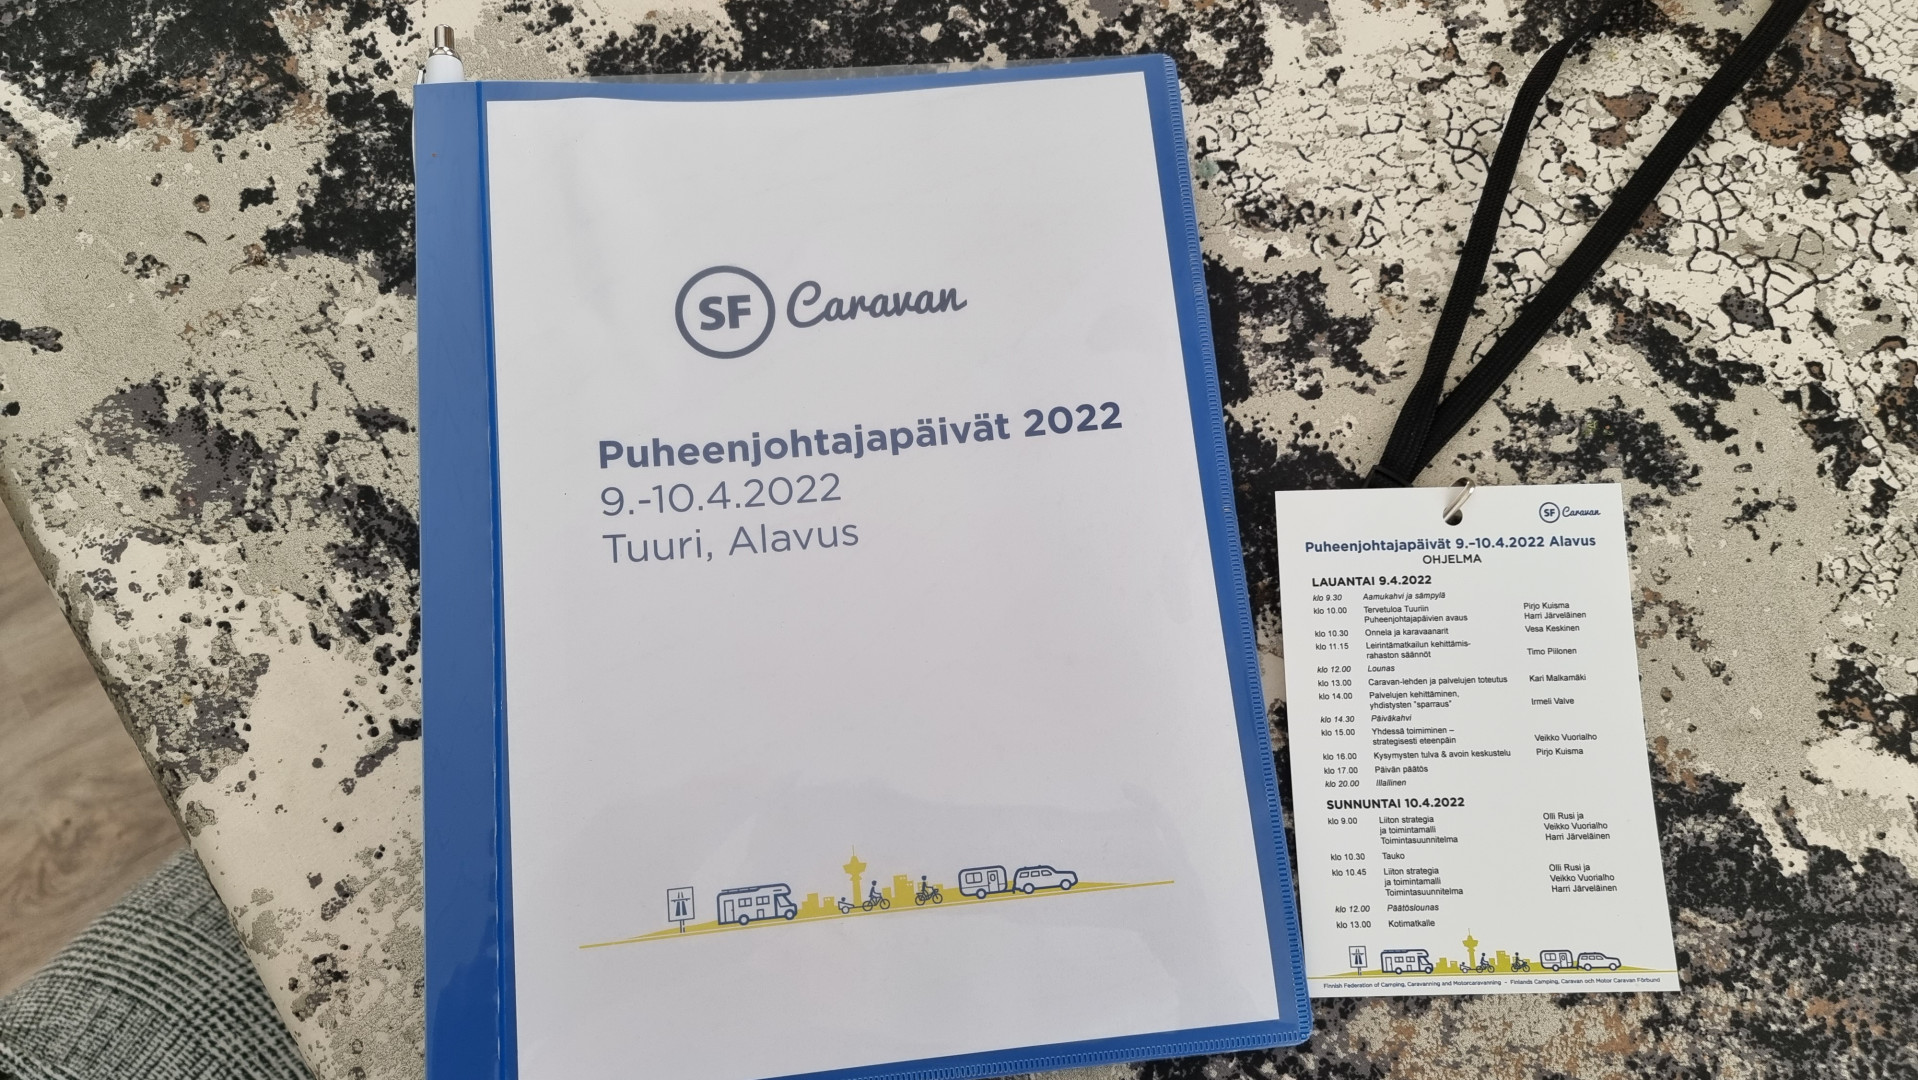 SF Caravan
Puheenjohtajapäivät 2022
9.-10.4.2022
Tuuri, Alavus
SF Caravan
Puheenjohtajapäivät 9.-10.4.2022 Alavus
OHJELMA
LAUANTAI 9.4.2022
klo 9.30 Aamukahvi ja sämpylä
klo 10.00 Tervetuloa Tuuriin Pirjo Kuisma
Puheenjohtajapäivien avaus Harri Järveläinen
klo 10.30 Onnela ja karavaanarit Vesa Keskinen
klo 11.15 Leirintämatkailun kehittämis-
rahaston säännöt Timo Piilonen
klo 12.00 Lounas
klo 13.00 Caravan-lehden ja palvelujen toteutus Kari Malkamäki
klo 14.00 Palvelujen kehittäminen,
yhdistysten "sparraus" Irmeli Valve
klo 14.30 Päiväkahvi
klo 15.00 Yhdessä toimiminen –
strategisesti eteenpäin Veikko Vuorialho
klo 16.00 Kysymysten tulva & avoin keskustelu Pirjo Kuisma
klo 17.00 Päivän päätös
klo 20.00 Illallinen
SUNNUNTAI 10.4.2022
klo 9.00 Liiton strategia Olli Rusi ja
ja toimintamalli Veikko Vuorialho
Toimintasuunnitelma Harri Järveläinen
klo 10.30 Tauko
klo 10.45 Liiton strategia Olli Rusi ja
ja toimintamalli Veikko Vuorialho
Toimintasuunnitelma Harri Järveläinen
klo 12.00 Päätöslounas
klo 13.00 Kotimatkalle
Finnish Federation of Camping, Caravanning and Motorcaravanning - Finlands Camping, Caravan och Motor Caravan Förbund